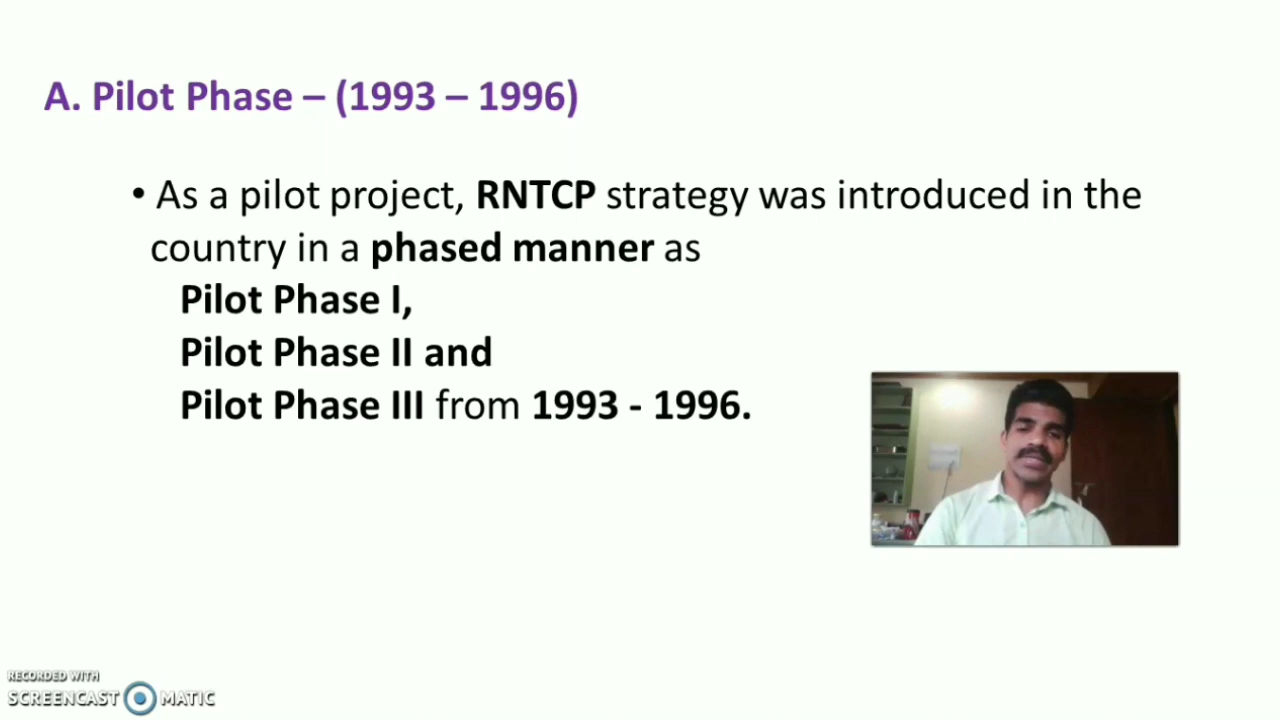 A. Pilot Phase – (1993 – 1996)
• As a pilot project, RNTCP strategy was introduced in the
country in a phased manner as
Pilot Phase I,
Pilot Phase II and
Pilot Phase III from 1993 - 1996.
RECORDED WITH
SCREENCAST MATIC